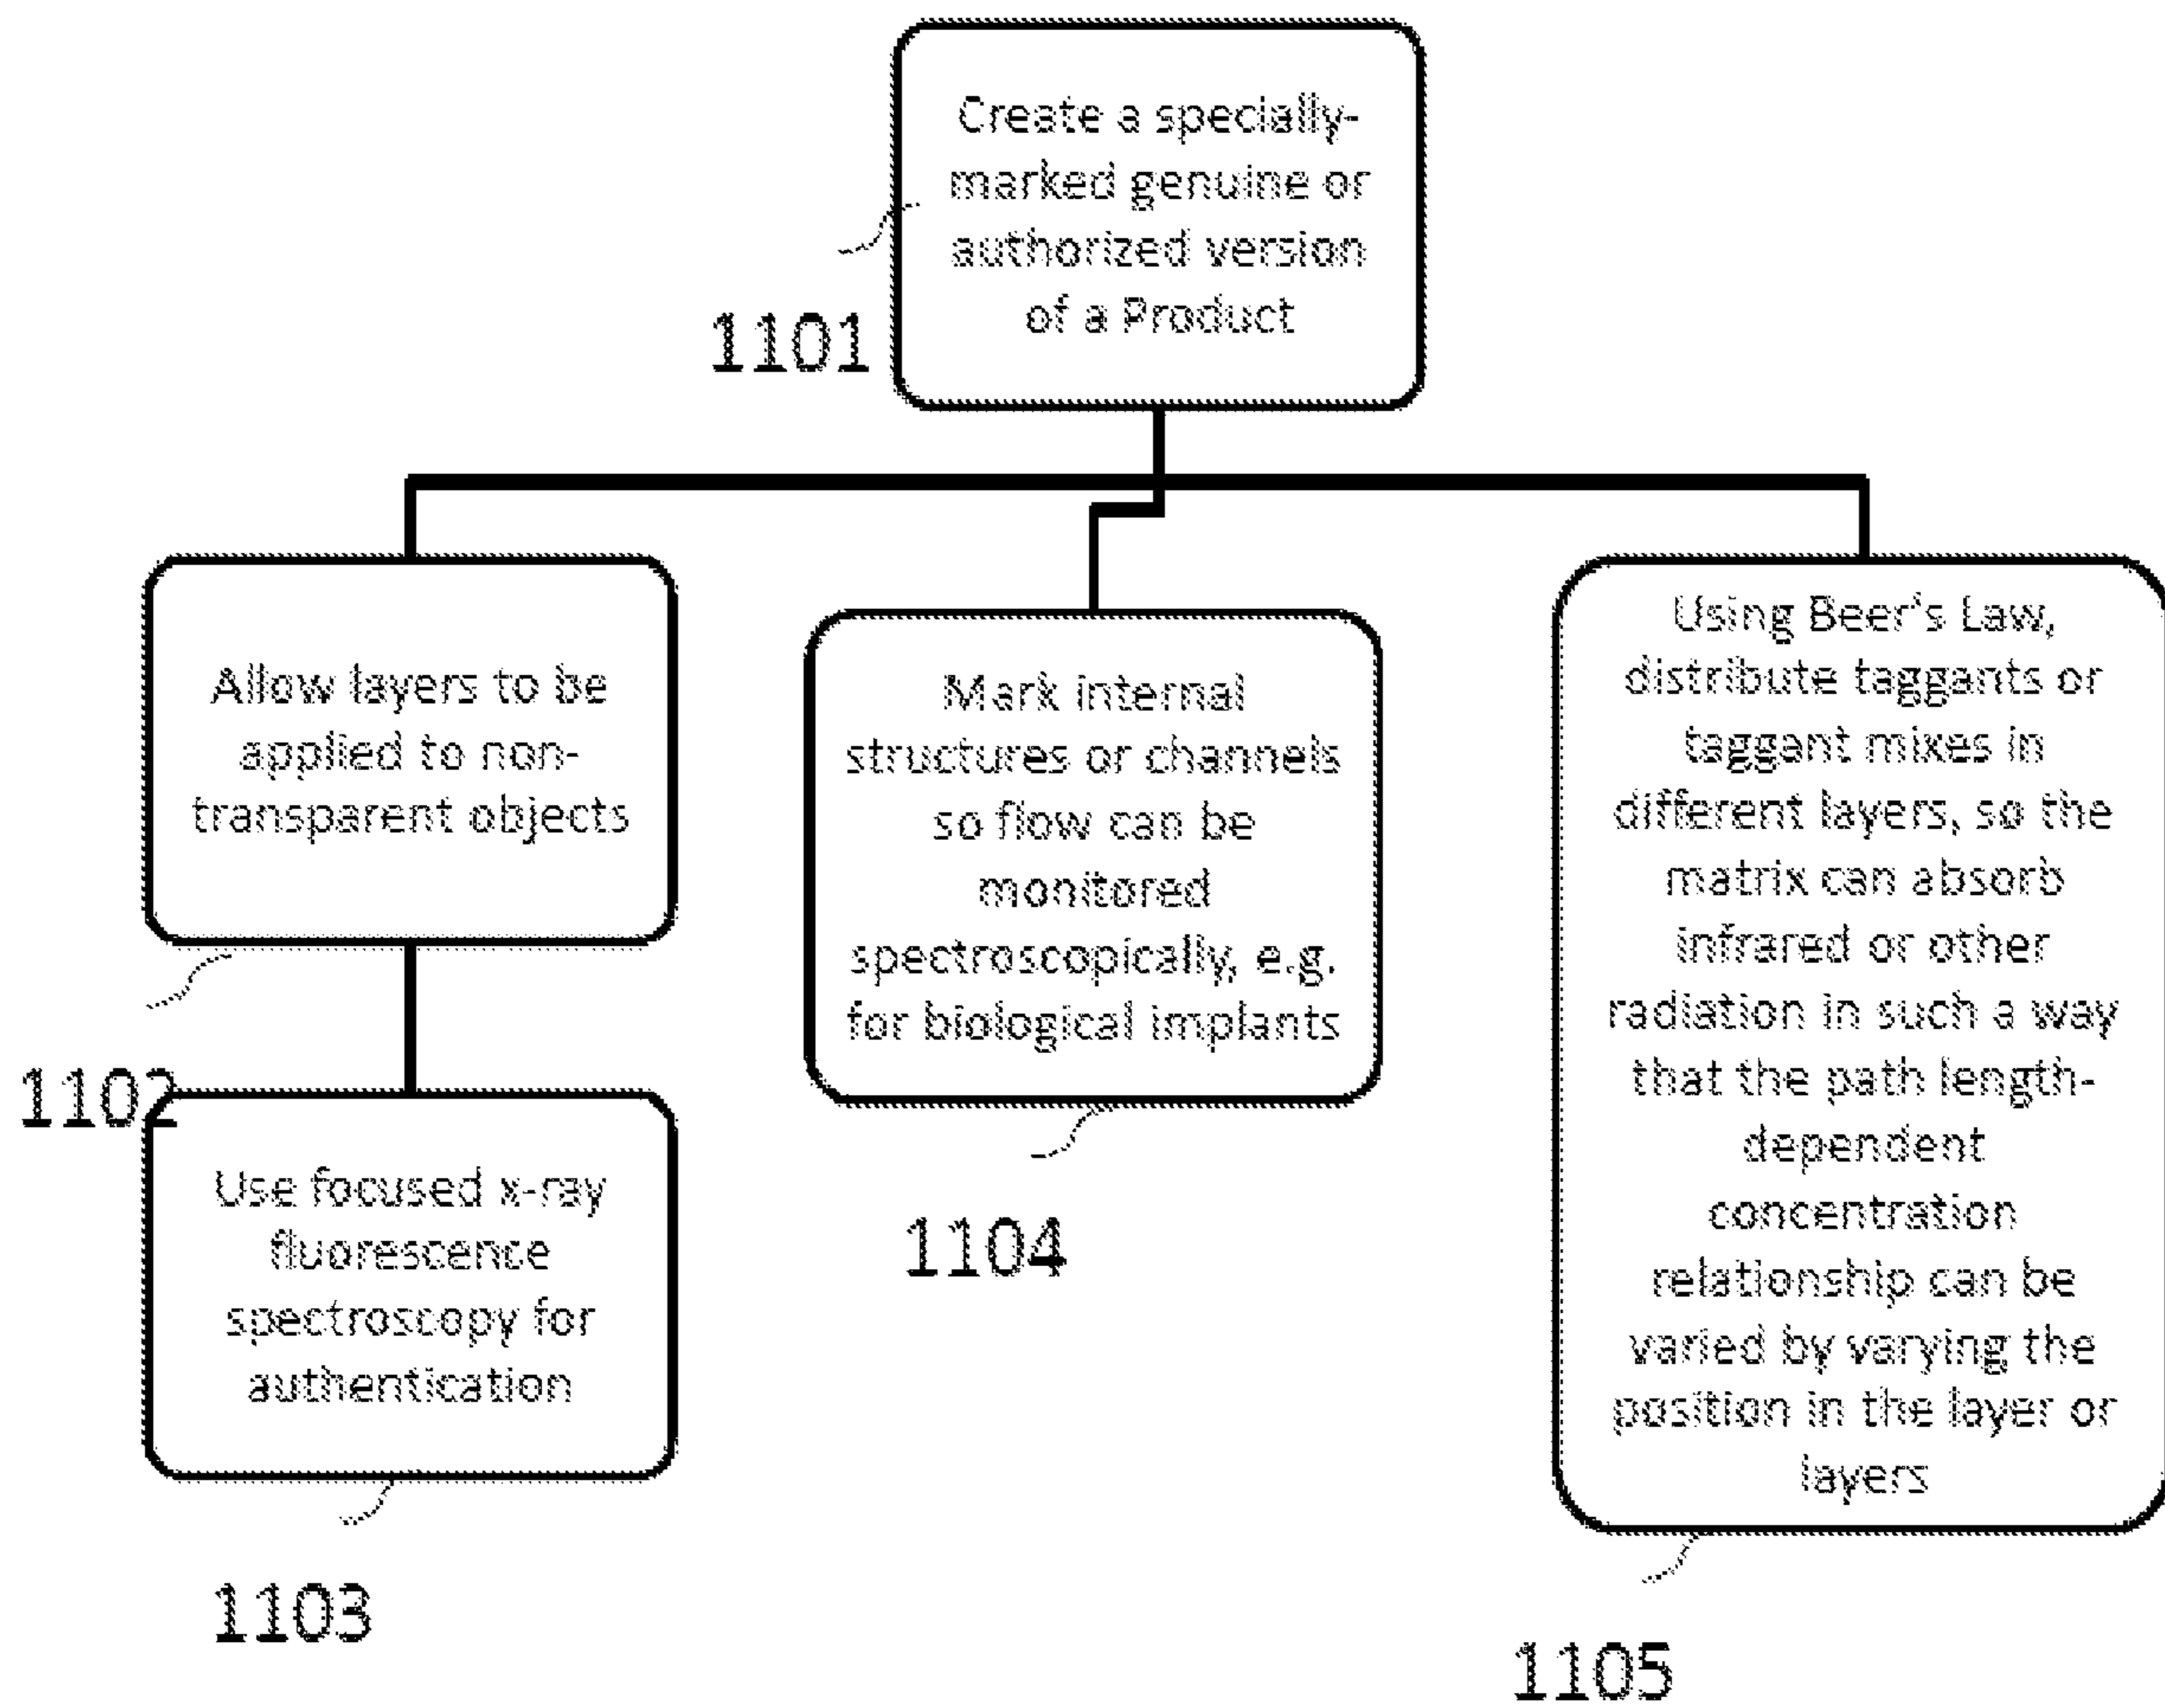 Create a specially-
marked genuine or
authorized version
of a Product
1101
Allow layers to be
applied to non-
transparent objects
1102
Use focused x-ray
fluorescence
spectroscopy for
authentication
1103
Mark internal
structures or channels
so flow can be
monitored
spectroscopically, e.g.
for biological implants
1104
Using Beer's Law,
distribute taggants or
taggant mixes in
different layers, so the
matrix can absorb
infrared or other
radiation in such a way
that the path length-
dependent
concentration
relationship can be
varied by varying the
position in the layer or
layers
1105